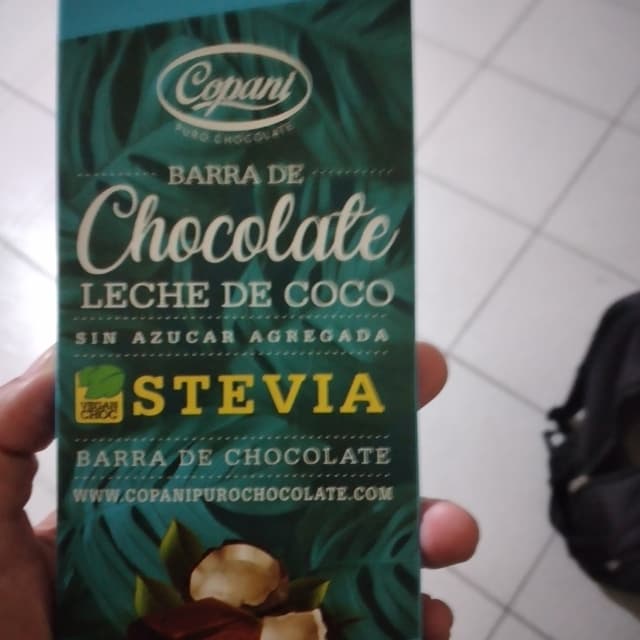 Copani
PURO CHOCOLATE
BARRA DE
Chocolate
LECHE DE COCO
SIN AZUCAR AGREGADA
VEGAN
CHOC
STEVIA
BARRA DE CHOCOLATE
WWW.COPANIPUROCHOCOLATE.COM